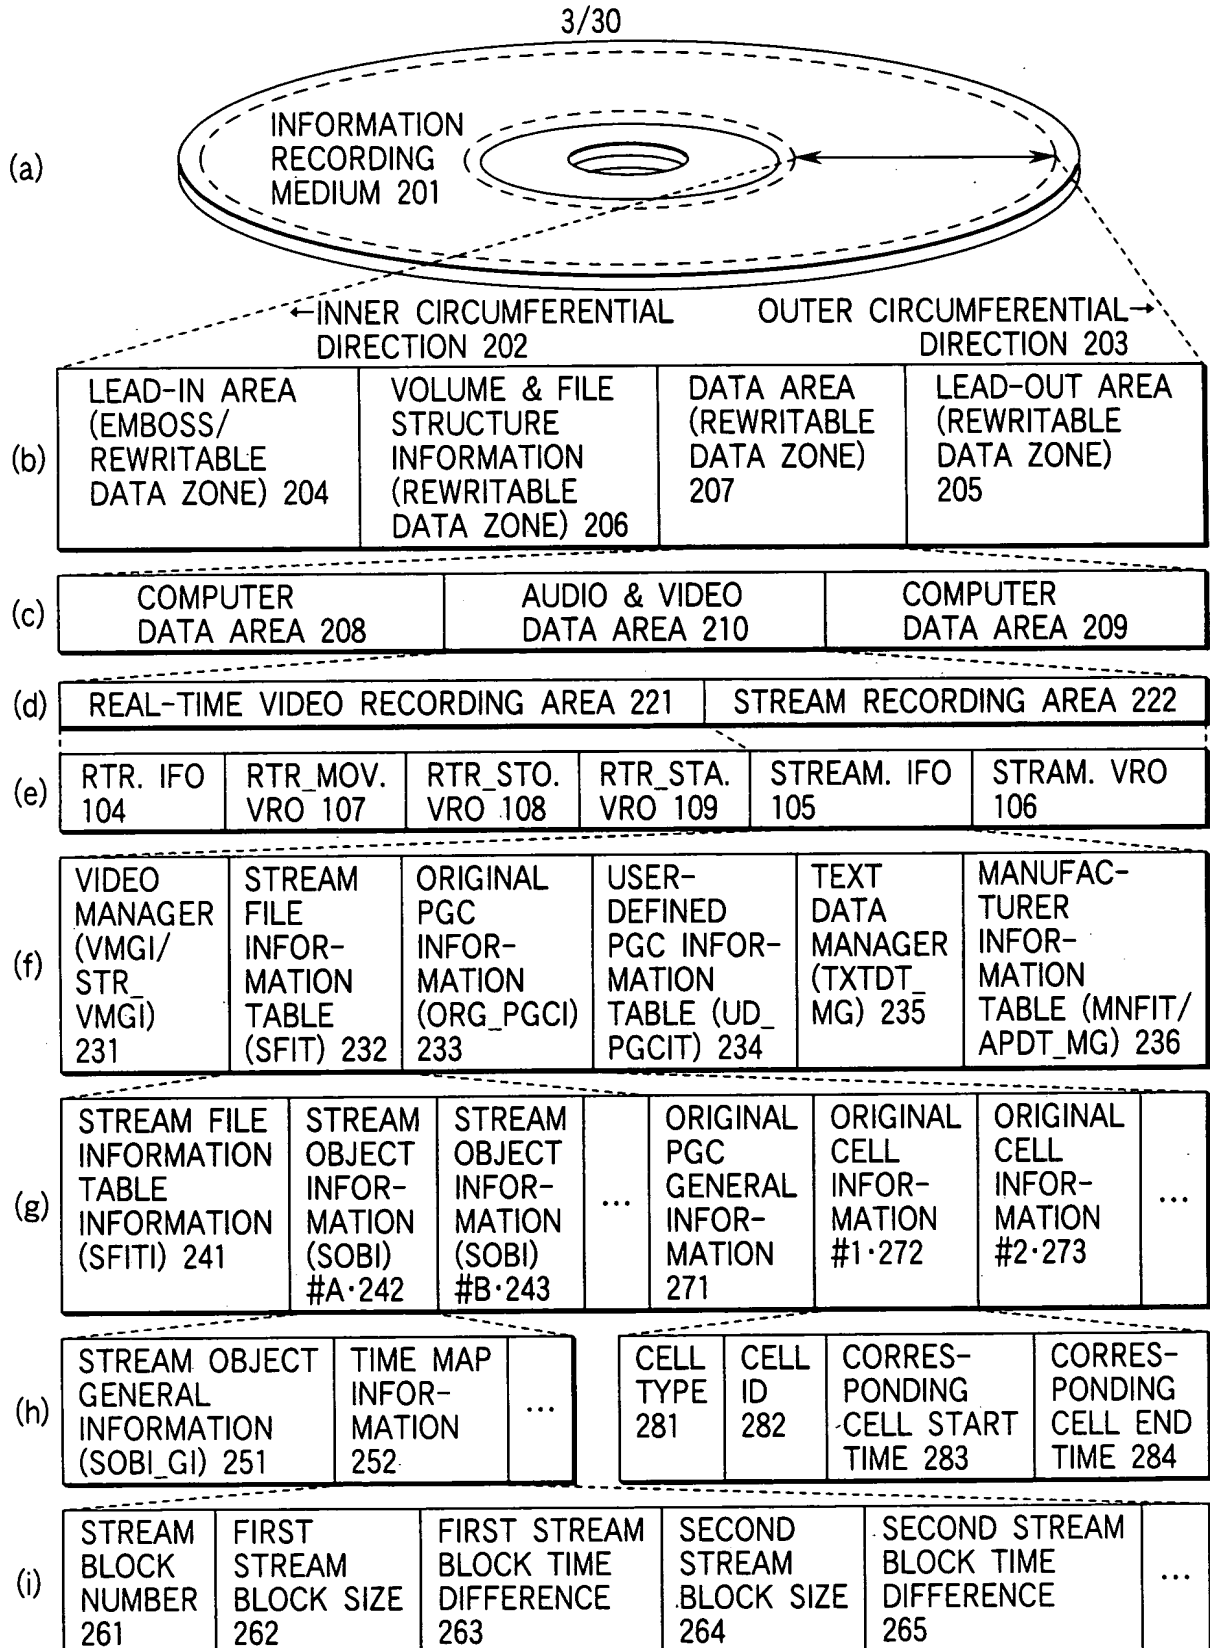 3/30
(a)
INFORMATION
RECORDING
MEDIUM 201
←INNER CIRCUMFERENTIAL
DIRECTION 202
OUTER CIRCUMFERENTIAL→
DIRECTION 203
(b)
LEAD-IN AREA
(EMBOSS/
REWRITABLE
DATA ZONE) 204
VOLUME & FILE
STRUCTURE
INFORMATION
(REWRITABLE
DATA ZONE) 206
DATA AREA
(REWRITABLE
DATA ZONE)
207
LEAD-OUT AREA
(REWRITABLE
DATA ZONE)
205
(c)
COMPUTER
DATA AREA 208
AUDIO & VIDEO
DATA AREA 210
COMPUTER
DATA AREA 209
(d)
REAL-TIME VIDEO RECORDING AREA 221
STREAM RECORDING AREA 222
(e)
RTR. IFO
104
RTR_MOV.
VRO 107
RTR_STO.
VRO 108
RTR_STA.
VRO 109
STREAM. IFO
105
STRAM. VRO
106
(f)
VIDEO
MANAGER
(VMGI/
STR_
VMGI)
231
STREAM
FILE
INFOR-
MATION
TABLE
(SFIT) 232
ORIGINAL
PGC
INFOR-
MATION
(ORG_PGCI)
233
USER-
DEFINED
PGC INFOR-
MATION
TABLE (UD_
PGCIT) 234
TEXT
DATA
MANAGER
(TXTDT_
MG) 235
MANUFAC-
TURER
INFOR-
MATION
TABLE (MNFIT/
APDT_MG) 236
(g)
STREAM FILE
INFORMATION
TABLE
INFORMATION
(SFITI) 241
STREAM
OBJECT
INFOR-
MATION
(SOBI)
#A·242
STREAM
OBJECT
INFOR-
MATION
(SOBI)
#B·243
...
ORIGINAL
PGC
GENERAL
INFOR-
MATION
271
ORIGINAL
CELL
INFOR-
MATION
#1·272
ORIGINAL
CELL
INFOR-
MATION
#2·273
...
(h)
STREAM OBJECT
GENERAL
INFORMATION
(SOBI_GI) 251
TIME MAP
INFOR-
MATION
252
...
CELL
TYPE
281
CELL
ID
282
CORRES-
PONDING
CELL START
TIME 283
CORRES-
PONDING
CELL END
TIME 284
(i)
STREAM
BLOCK
NUMBER
261
FIRST
STREAM
BLOCK SIZE
262
FIRST STREAM
BLOCK TIME
DIFFERENCE
263
SECOND
STREAM
BLOCK SIZE
264
SECOND STREAM
BLOCK TIME
DIFFERENCE
265
...